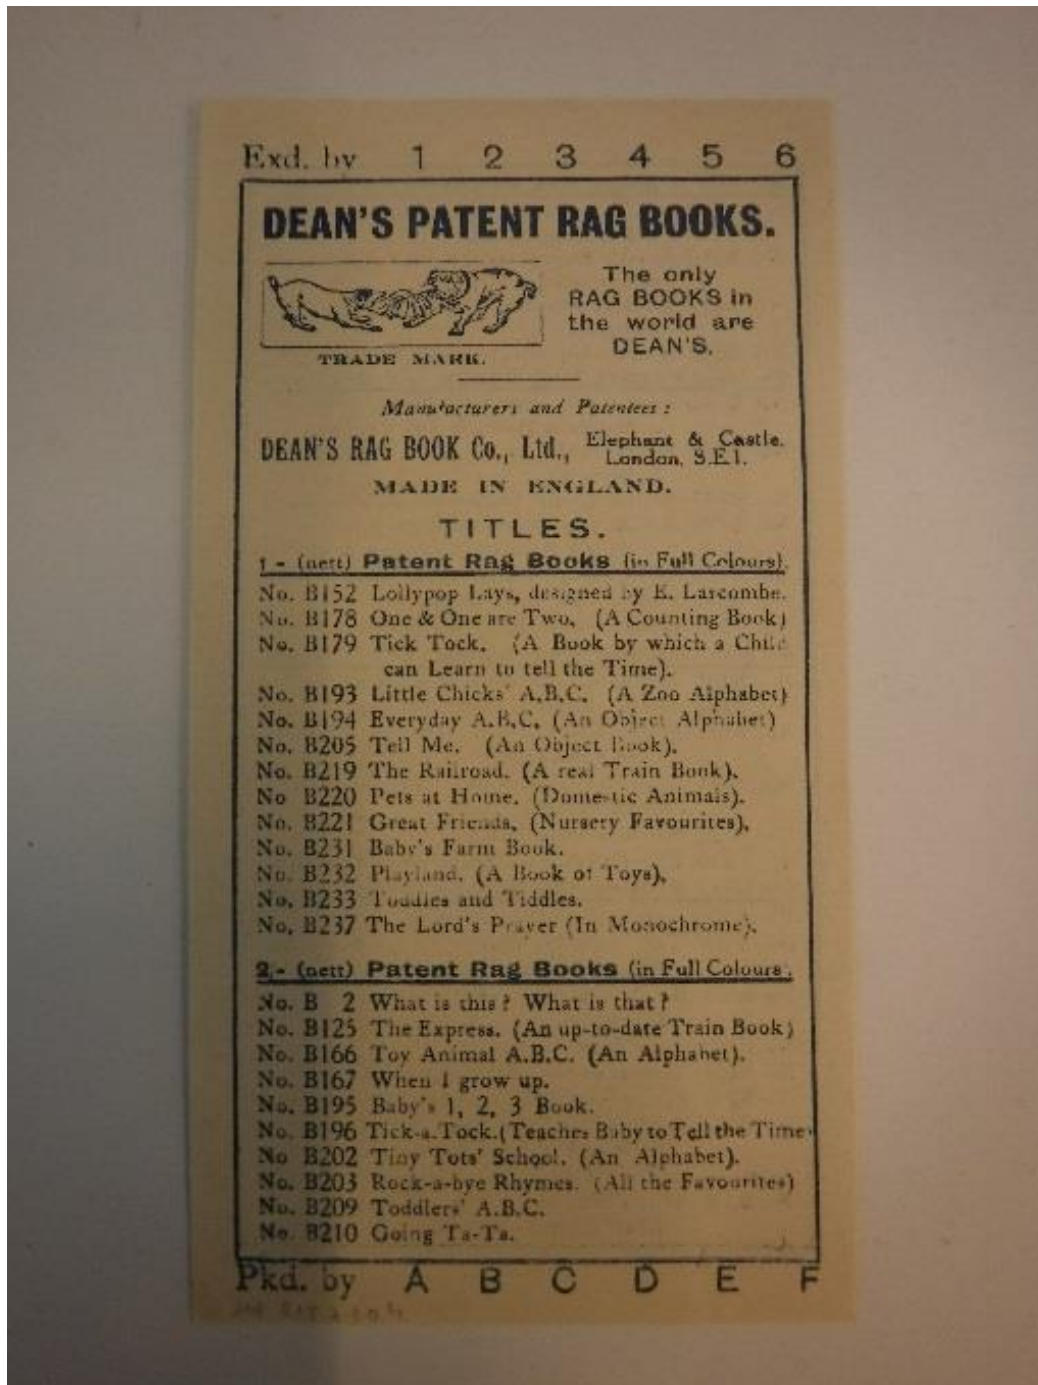 Exd. by 1 2 3 4 5 6
DEAN'S PATENT RAG BOOKS.
The only
RAG BOOKS in
the world are
DEAN'S.
TRADE MARK.
Manufacturers and Patentees :
DEAN'S RAG BOOK Co., Ltd., Elephant & Castle,
London, S.E.1.
MADE IN ENGLAND.
TITLES.
1 - (nett) Patent Rag Books (in Full Colours).
No. B152 Lollypop Lays, designed by E. Larcombe.
No. B178 One & One are Two. (A Counting Book)
No. B179 Tick Tock. (A Book by which a Child
can Learn to tell the Time).
No. B193 Little Chicks' A.B.C. (A Zoo Alphabet)
No. B194 Everyday A.B.C. (An Object Alphabet)
No. B205 Tell Me. (An Object Book).
No. B219 The Railroad. (A real Train Book).
No B220 Pets at Home. (Domestic Animals).
No. B221 Great Friends. (Nursery Favourites).
No. B231 Baby's Farm Book.
No. B232 Playland. (A Book of Toys).
No. B233 Toddles and Tiddles.
No. B237 The Lord's Prayer (In Monochrome).
2 - (nett) Patent Rag Books (in Full Colours.
No. B 2 What is this? What is that?
No. B125 The Express. (An up-to-date Train Book)
No. B166 Toy Animal A.B.C. (An Alphabet).
No. B167 When I grow up.
No. B195 Baby's 1, 2, 3 Book.
No. B196 Tick-a-Tock. (Teaches Baby to Tell the Time)
No B202 Tiny Tots' School. (An Alphabet).
No. B203 Rock-a-bye Rhymes. (All the Favourites)
No. B209 Toddlers' A.B.C.
No. B210 Going Ta-Ta.
Pkd. by A B C D E F